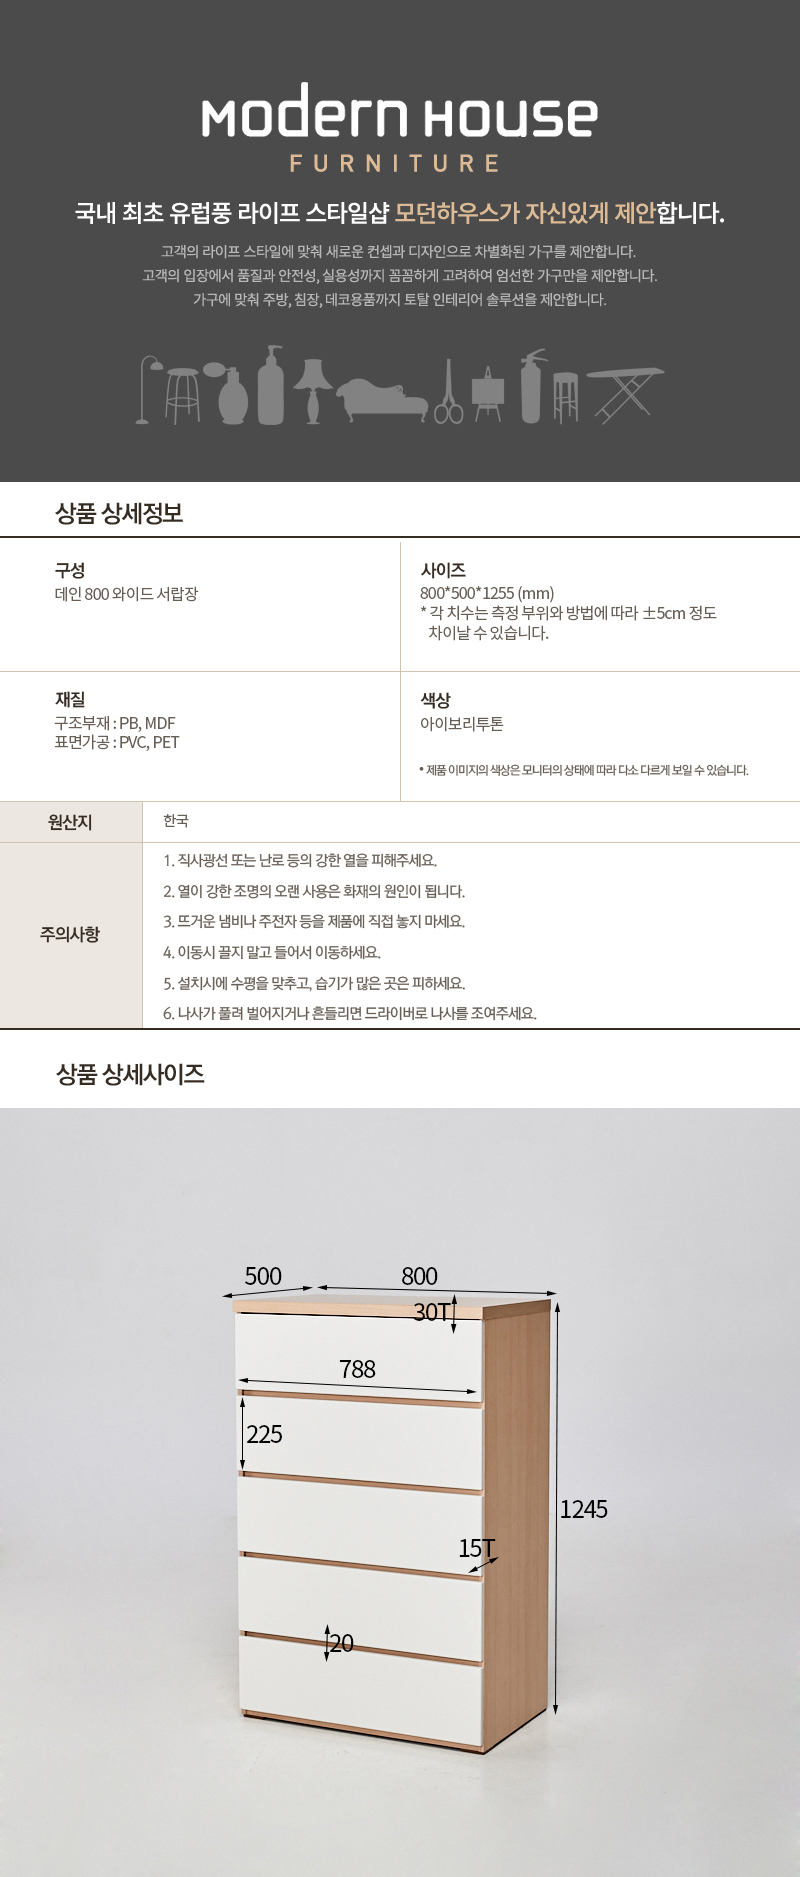 Modern House
FURNITURE
국내 최초 유럽풍 라이프 스타일샵 모던하우스가 자신있게 제안합니다.
고객의 라이프 스타일에 맞춰 새로운 컨셉과 디자인으로 차별화된 가구를 제안합니다.
고객의 입장에서 품질과 안전성, 실용성까지 꼼꼼하게 고려하여 엄선한 가구만을 제안합니다.
가구에 맞춰 주방, 침장, 데코용품까지 토탈 인테리어 솔루션을 제안합니다.
상품 상세정보
구성
데인 800 와이드 서랍장
사이즈
800*500*1255 (mm)
* 각 치수는 측정 부위와 방법에 따라 ±5cm 정도
차이날 수 있습니다.
재질
구조부재 : PB, MDF
표면가공 : PVC, PET
색상
아이보리투톤
• 제품 이미지의 색상은 모니터의 상태에 따라 다소 다르게 보일 수 있습니다.
원산지
한국
주의사항
1. 직사광선 또는 난로 등의 강한 열을 피해주세요.
2. 열이 강한 조명의 오랜 사용은 화재의 원인이 됩니다.
3. 뜨거운 냄비나 주전자 등을 제품에 직접 놓지 마세요.
4. 이동시 끌지 말고 들어서 이동하세요.
5. 설치시에 수평을 맞추고, 습기가 많은 곳은 피하세요.
6. 나사가 풀려 벌어지거나 흔들리면 드라이버로 나사를 조여주세요.
상품 상세사이즈
500
800
30T
788
225
1245
15T
20